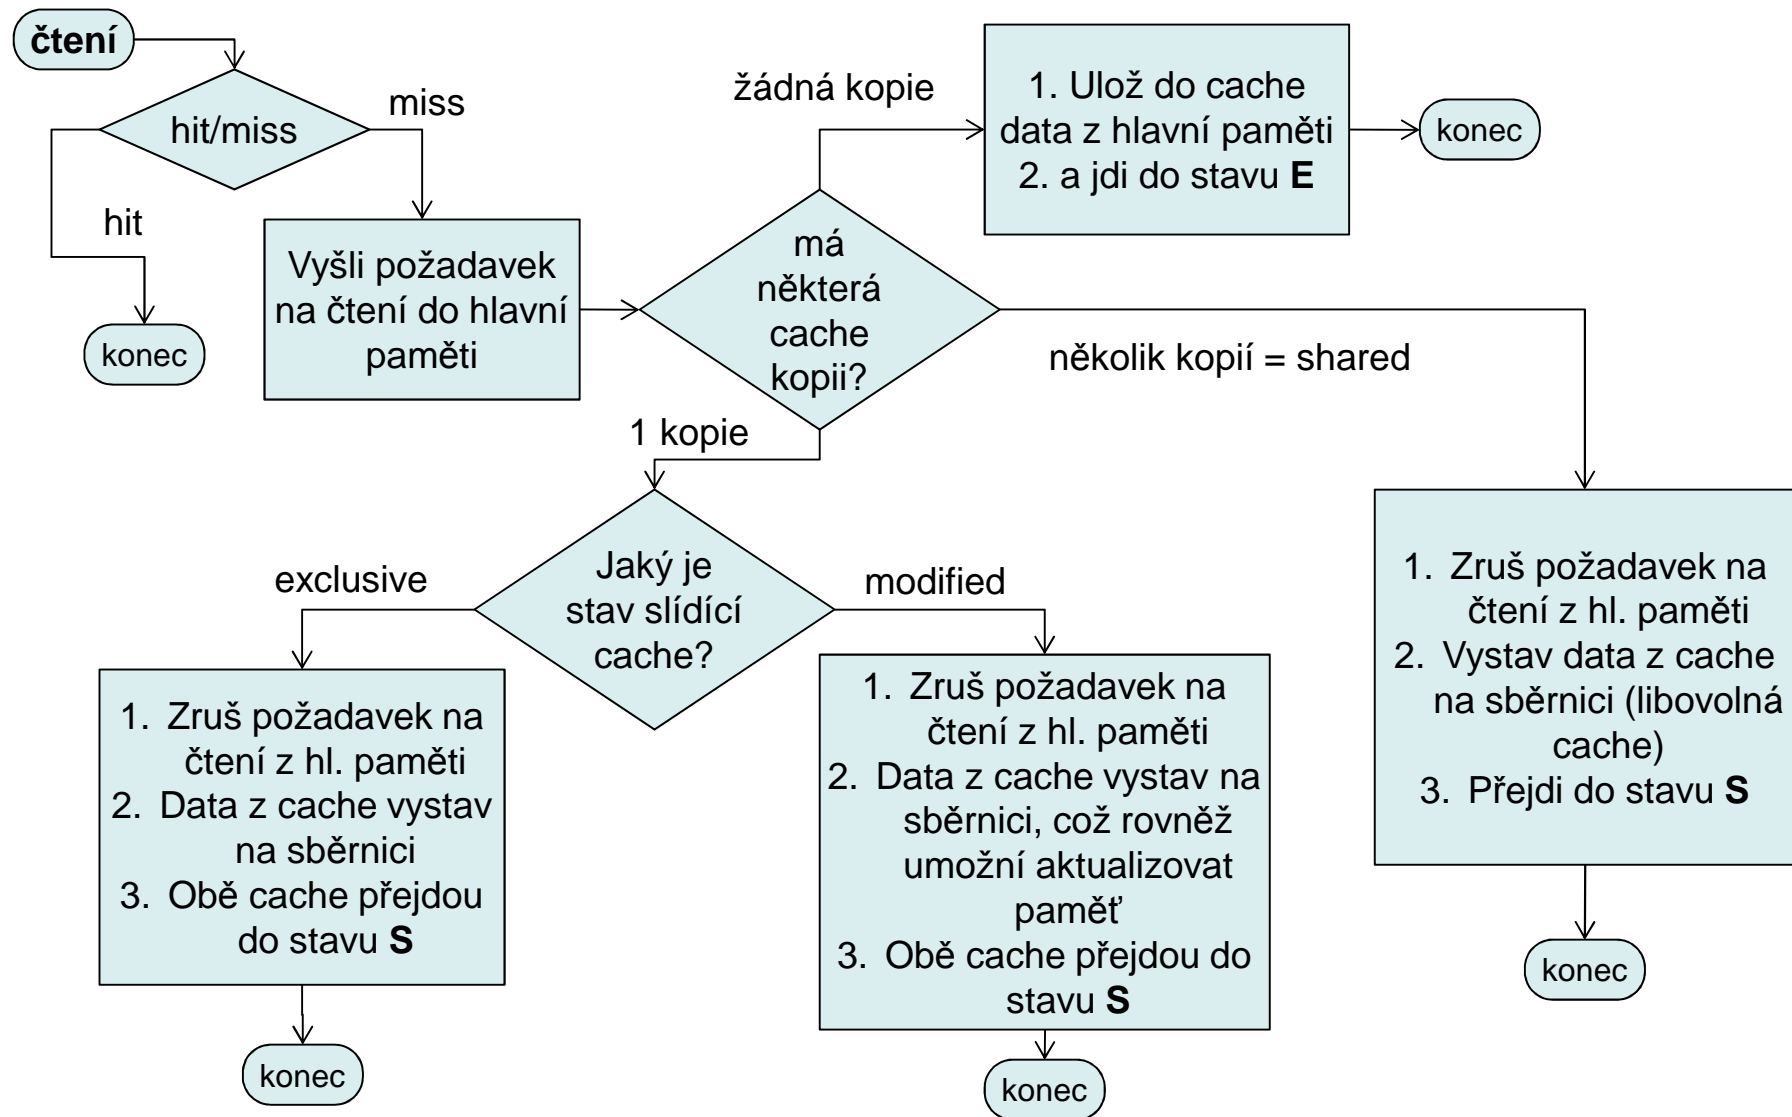 čtení
hit/miss
miss
hit
konec
Vyšli požadavek
na čtení do hlavní
paměti
má
některá
cache
kopii?
žádná kopie
1. Ulož do cache
data z hlavní paměti
2. a jdi do stavu E
konec
několik kopií = shared
1. Zruš požadavek na
čtení z hl. paměti
2. Vystav data z cache
na sběrnici (libovolná
cache)
3. Přejdi do stavu S
konec
1 kopie
Jaký je
stav slídící
cache?
exclusive
1. Zruš požadavek na
čtení z hl. paměti
2. Data z cache vystav
na sběrnici
3. Obě cache přejdou
do stavu S
konec
modified
1. Zruš požadavek na
čtení z hl. paměti
2. Data z cache vystav na
sběrnici, což rovněž
umožní aktualizovat
paměť
3. Obě cache přejdou do
stavu S
konec